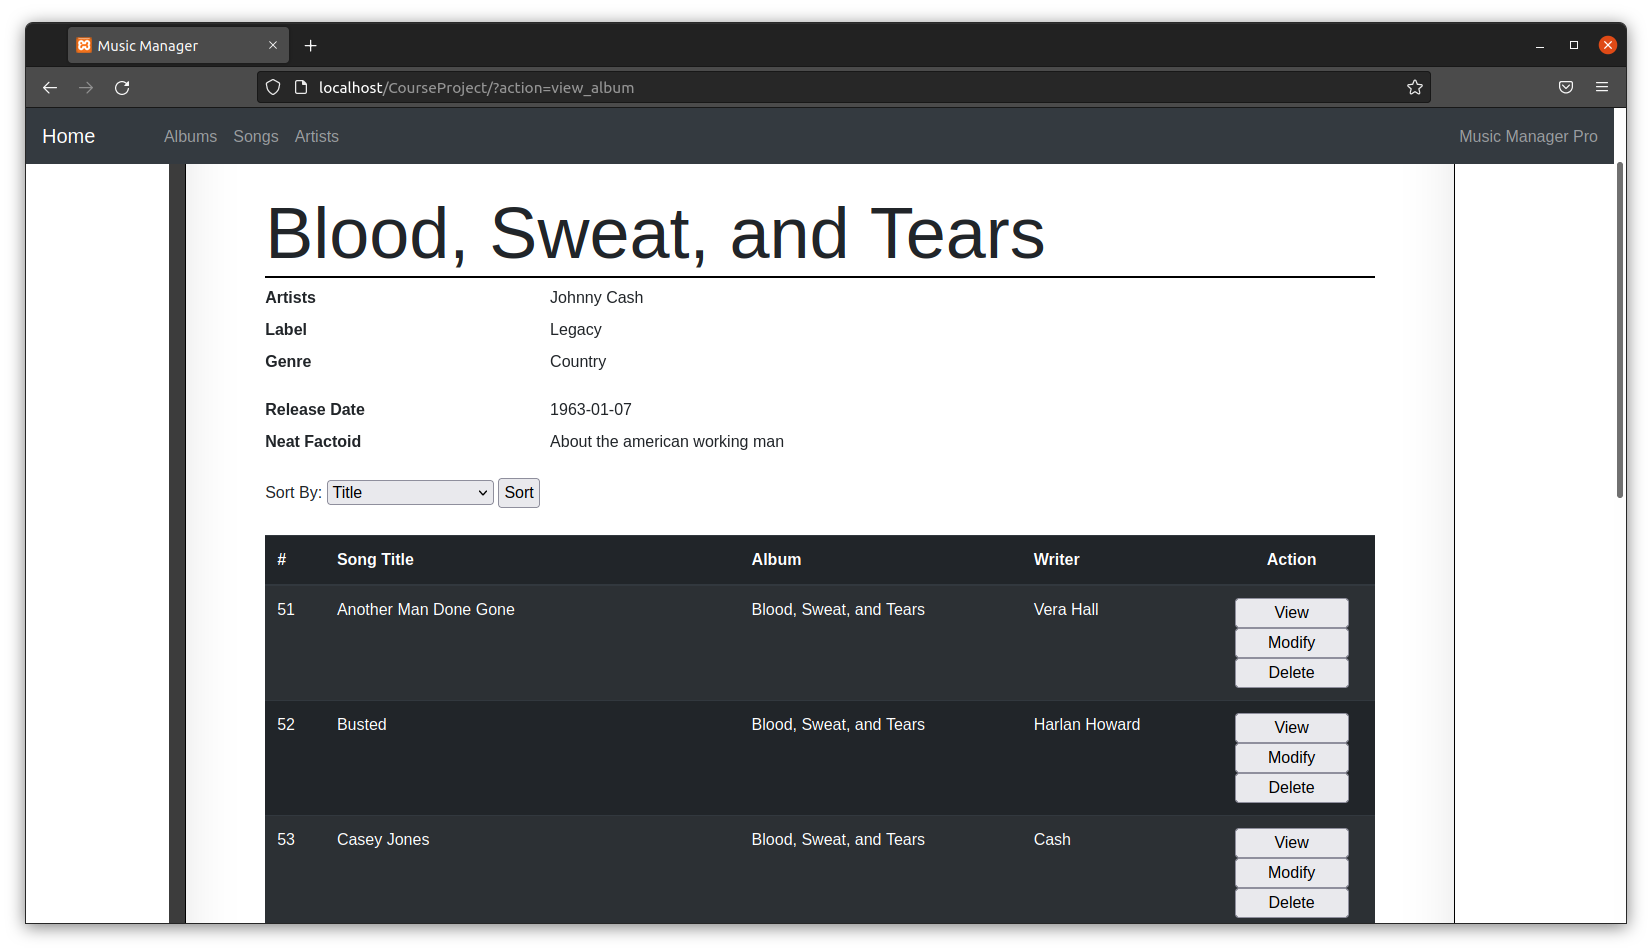 Music Manager
localhost/CourseProject/?action=view_album
Home Albums Songs Artists Music Manager Pro
Blood, Sweat, and Tears
Artists Johnny Cash
Label Legacy
Genre Country
Release Date 1963-01-07
Neat Factoid About the american working man
Sort By: Title Sort
# Song Title Album Writer Action
51 Another Man Done Gone Blood, Sweat, and Tears Vera Hall View
Modify
Delete
52 Busted Blood, Sweat, and Tears Harlan Howard View
Modify
Delete
53 Casey Jones Blood, Sweat, and Tears Cash View
Modify
Delete